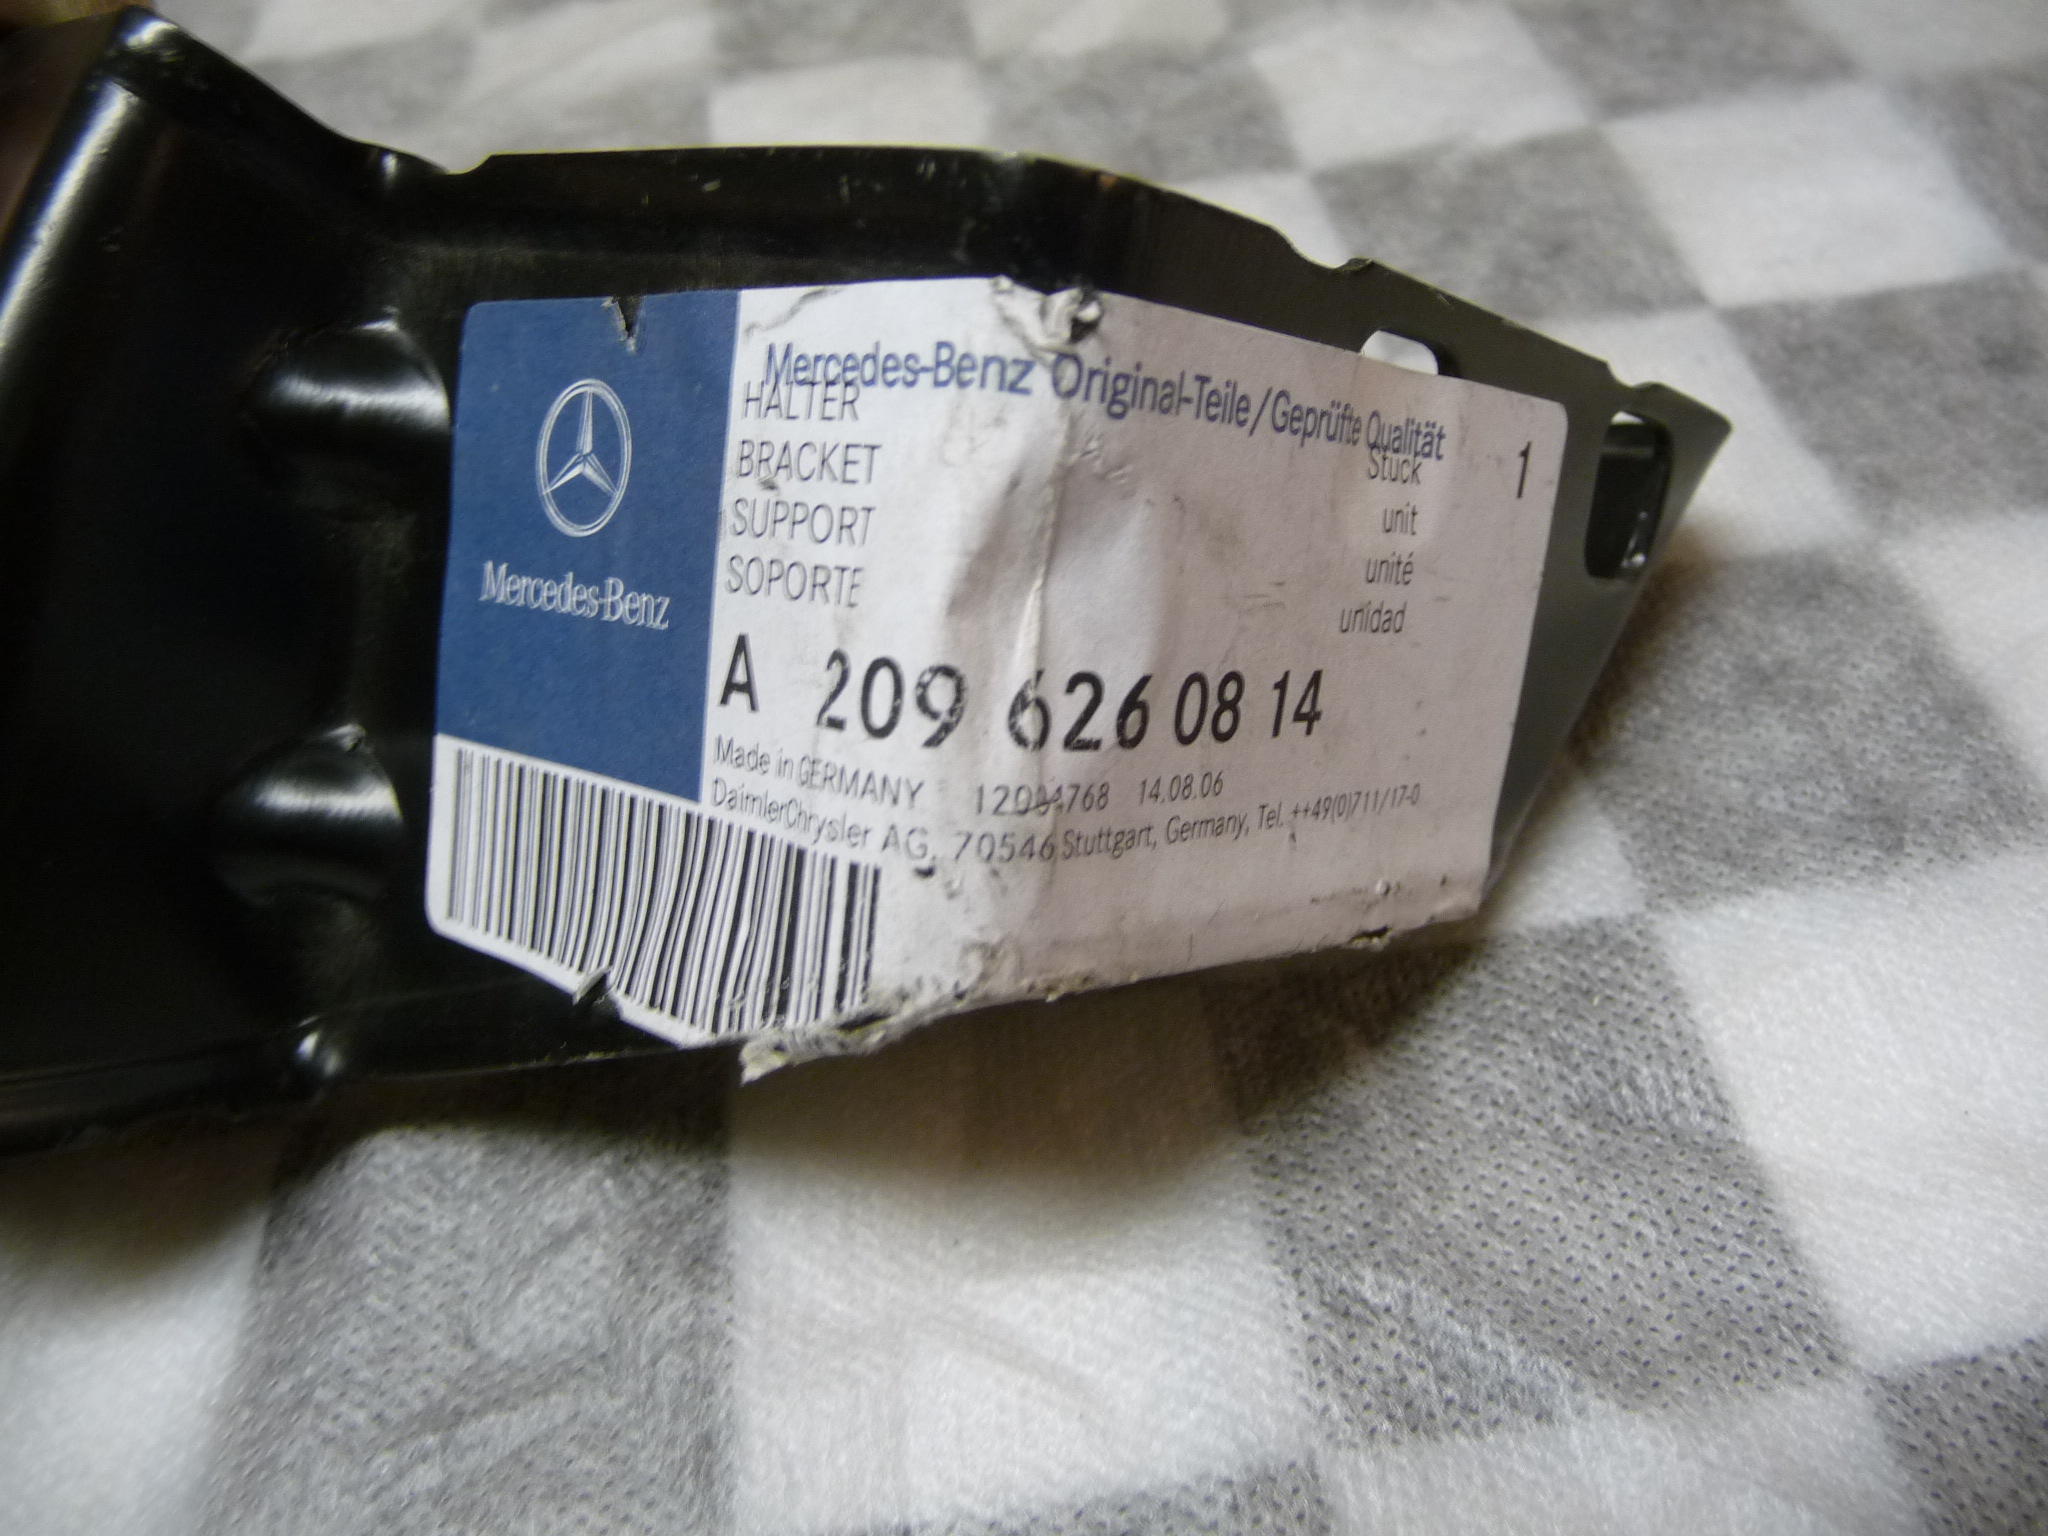 Mercedes-Benz
Mercedes-Benz Original-Teile/Geprüfte Qualität
HALTER Stück 1
BRACKET unit
SUPPORT unité
SOPORTE unidad
A 209 626 08 14
Made in GERMANY 14.08.06
DaimlerChrysler AG, 70546 Stuttgart, Germany, Tel. ++49(0)711/17-0